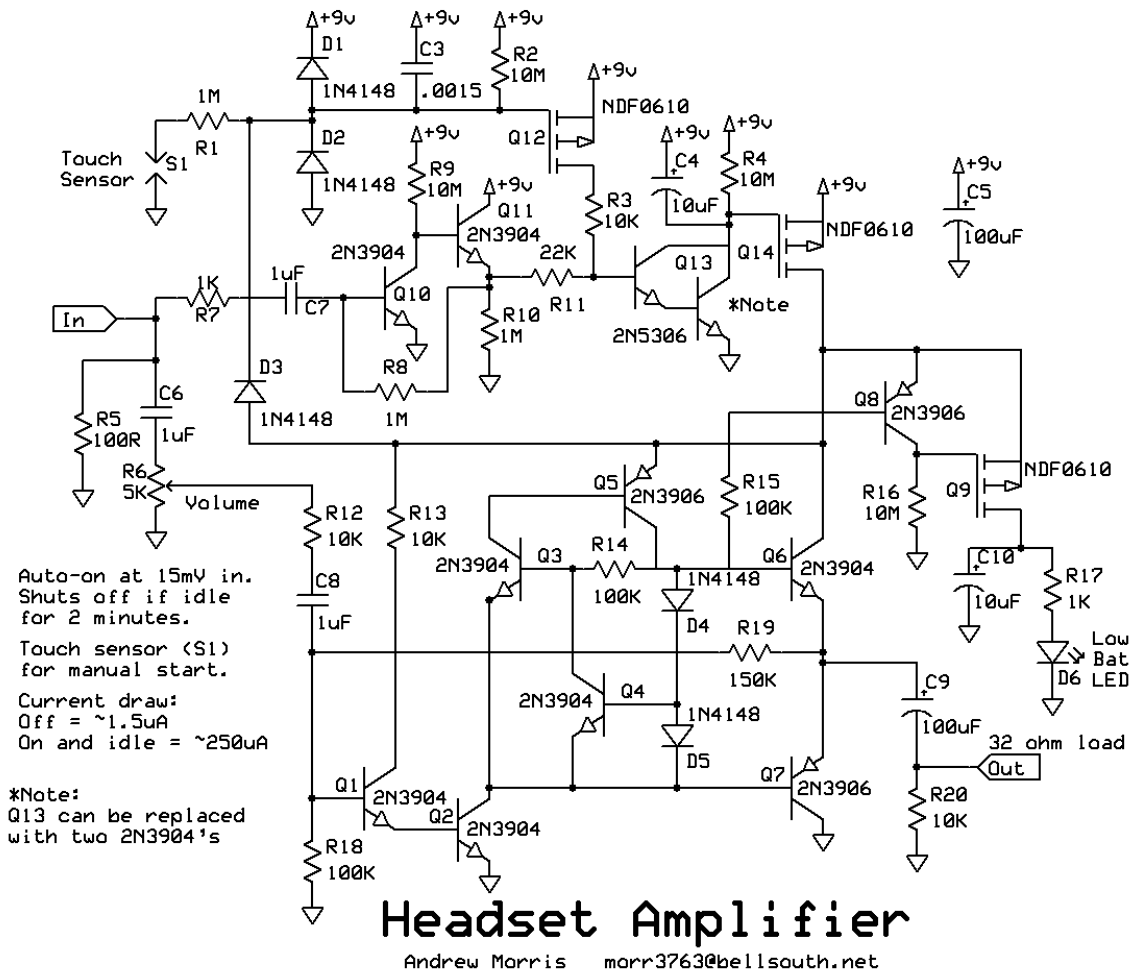 +9v
+9v
+9v
D1
C3
R2
10M
+9v
1N4148
.0015
NDF0610
1M
R1
D2
+9v
Q12
+9v
+9v
Touch
Sensor
S1
1N4148
R9
10M
+9v
C4
10uF
R4
10M
+9v
+9v
C5
100uF
Q11
2N3904
R3
10K
NDF0610
2N3904
22K
Q13
Q14
1uF
1K
Q10
R11
*Note
In
R7
C7
R10
1M
2N5306
D3
R8
C6
1N4148
1M
Q8
2N3906
R5
100R
1uF
NDF0610
R6
5K
Volume
Q5
2N3906
R15
100K
R16
10M
Q9
R12
10K
R13
10K
Q3
2N3904
R14
100K
Q6
2N3904
1N4148
C10
10uF
R17
1K
Auto-on at 15mV in.
Shuts off if idle
for 2 minutes.
C8
1uF
D4
R19
150K
Low
Bat
LED
D6
Touch sensor (S1)
for manual start.
2N3904
Q4
1N4148
C9
100uF
Current draw:
Off = ~1.5uA
On and idle = ~250uA
D5
32 ohm load
Out
Q1
2N3904
Q2
2N3904
Q7
2N3906
*Note:
Q13 can be replaced
with two 2N3904's
R18
100K
R20
10K
Headset Amplifier
Andrew Morris morr3763@bellsouth.net